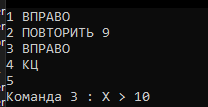 1 ВПРАВО
2 ПОВТОРИТЬ 9
3 ВПРАВО
4 КЦ
5
Команда 3 : X > 10